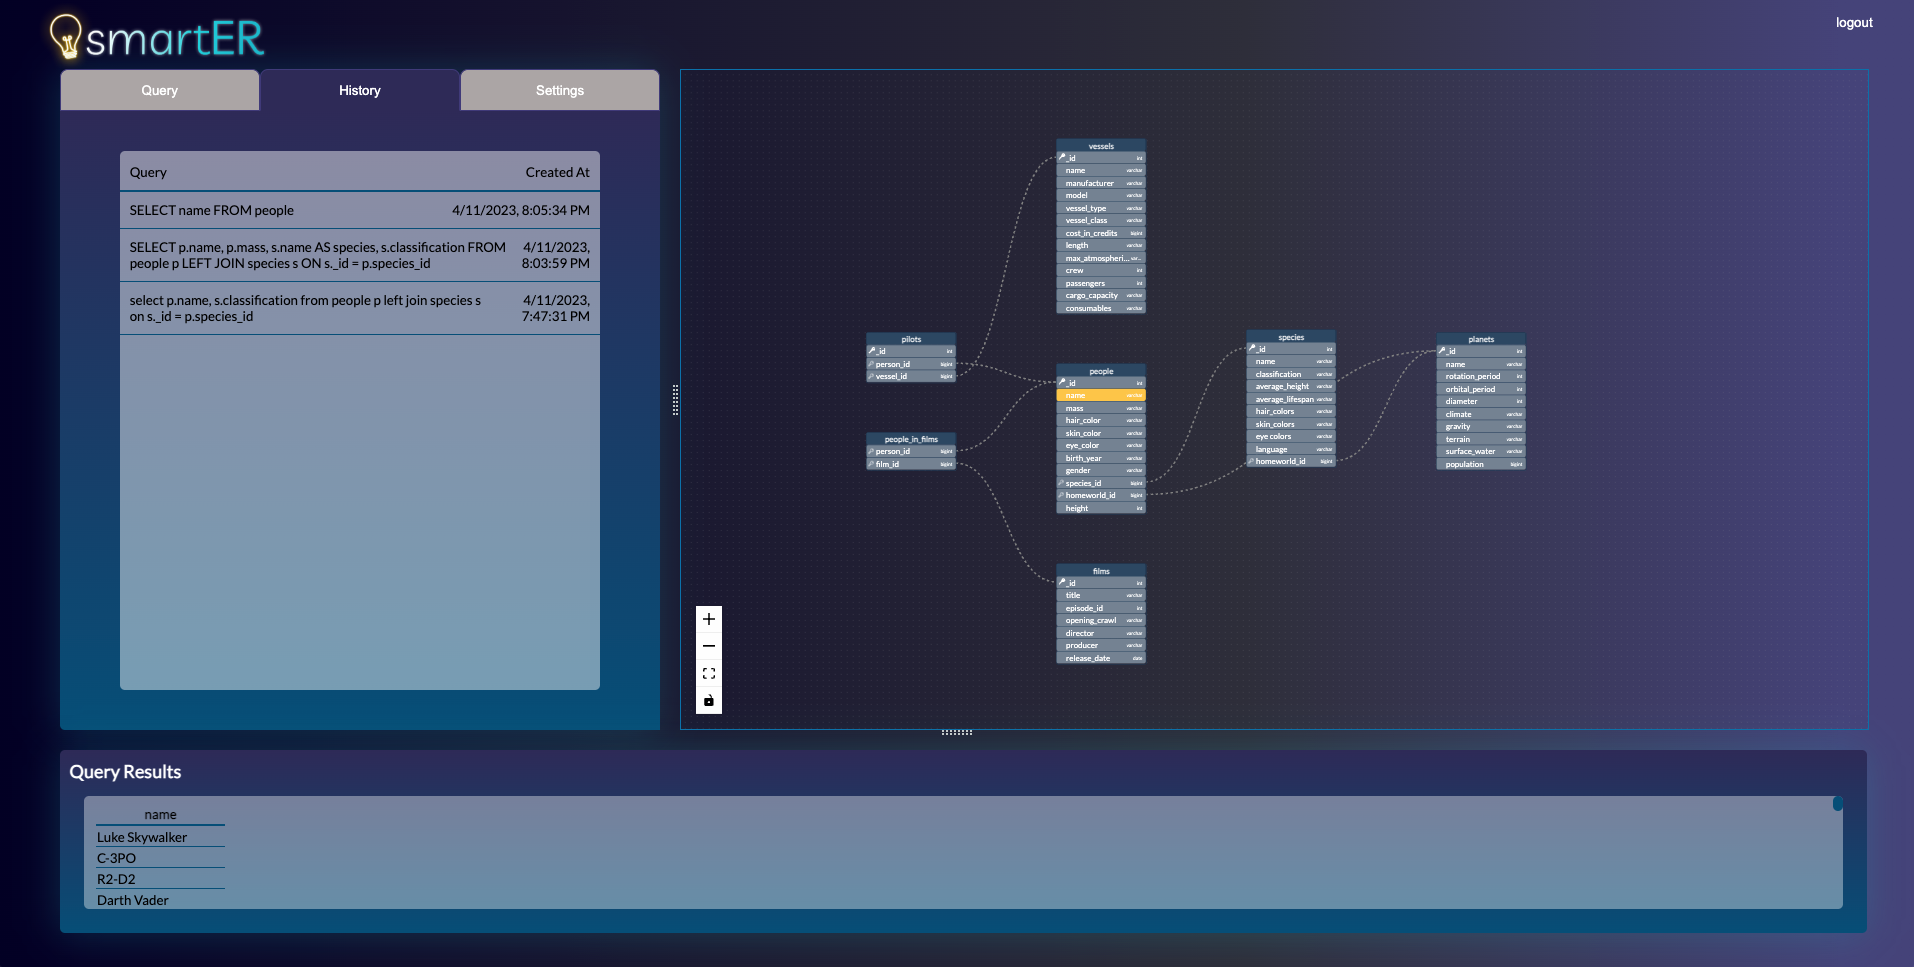 smartER
logout
Query
History
Settings
Query Created At
SELECT name FROM people 4/11/2023, 8:05:34 PM
SELECT p.name, p.mass, s.name AS species, s.classification FROM 4/11/2023,
people p LEFT JOIN species s ON s._id = p.species_id 8:03:59 PM
select p.name, s.classification from people p left join species s 4/11/2023,
on s._id = p.species_id 7:47:31 PM
vessels
_id int
name varchar
manufacturer varchar
model varchar
vessel_type varchar
vessel_class varchar
cost_in_credits bigint
length varchar
max_atmospheri... var...
crew int
passengers int
cargo_capacity varchar
consumables varchar
pilots
_id int
person_id bigint
vessel_id bigint
people_in_films
person_id bigint
film_id bigint
people
_id int
name varchar
mass varchar
hair_color varchar
skin_color varchar
eye_color varchar
birth_year varchar
gender varchar
species_id bigint
homeworld_id bigint
height int
films
_id int
title varchar
episode_id int
opening_crawl varchar
director varchar
producer varchar
release_date date
species
_id int
name varchar
classification varchar
average_height varchar
average_lifespan varchar
hair_colors varchar
skin_colors varchar
eye colors varchar
language varchar
homeworld_id bigint
planets
_id int
name varchar
rotation_period int
orbital_period int
diameter int
climate varchar
gravity varchar
terrain varchar
surface_water varchar
population bigint
Query Results
name
Luke Skywalker
C-3PO
R2-D2
Darth Vader